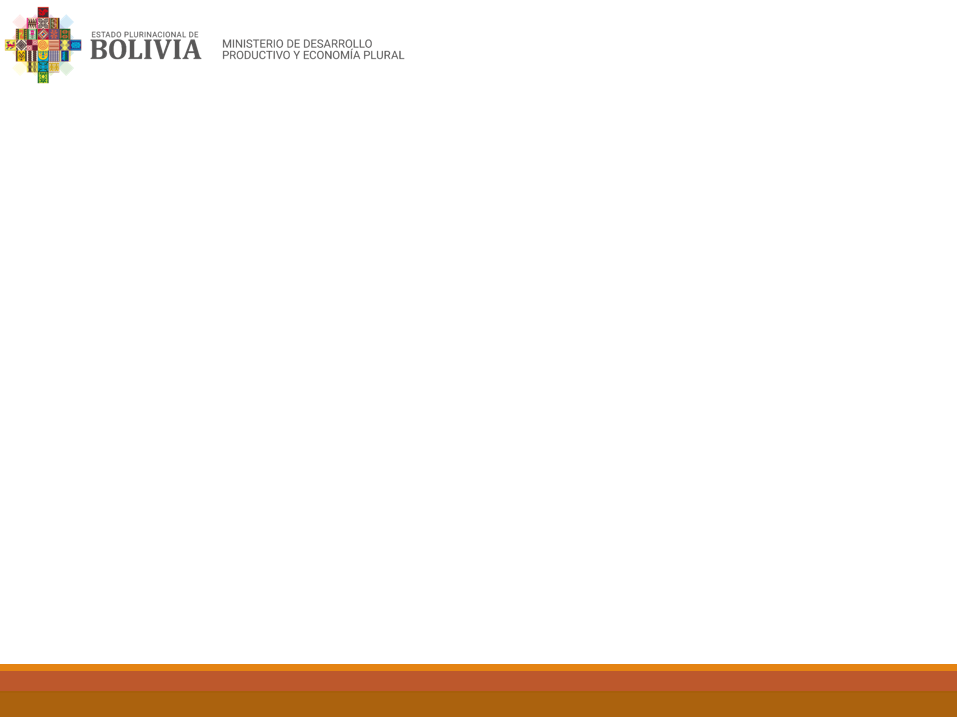 ESTADO PLURINACIONAL DE
BOLIVIA
MINISTERIO DE DESARROLLO
PRODUCTIVO Y ECONOMÍA PLURAL